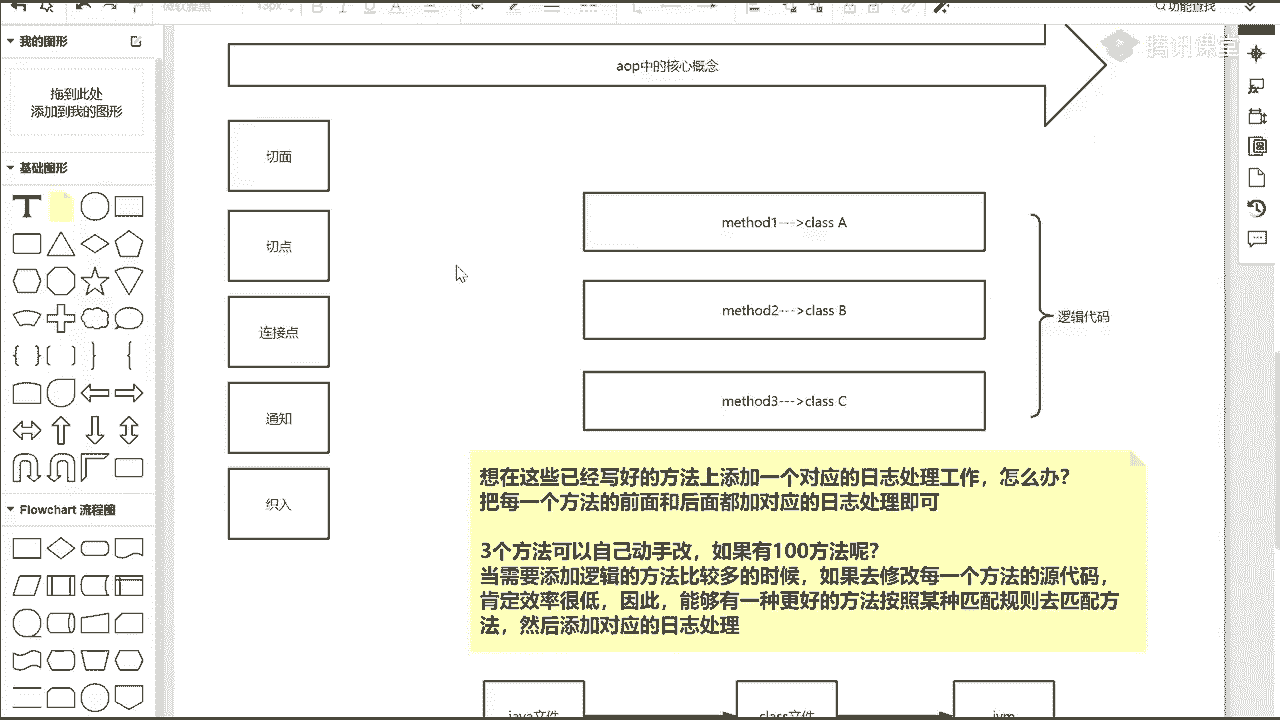 功能查找
我的图形
拖到此处
添加到我的图形
基础图形
T
Flowchart 流程图
腾讯课堂
aop中的核心概念
切面
切点
连接点
通知
织入
method1--->class A
method2--->class B
method3--->class C
逻辑代码
想在这些已经写好的方法上添加一个对应的日志处理工作，怎么办?
把每一个方法的前面和后面都加对应的日志处理即可
3个方法可以自己动手改，如果有100方法呢?
当需要添加逻辑的方法比较多的时候，如果去修改每一个方法的源代码，
肯定效率很低，因此，能够有一种更好的方法按照某种匹配规则去匹配方
法，然后添加对应的日志处理
java文件
class文件
jvm